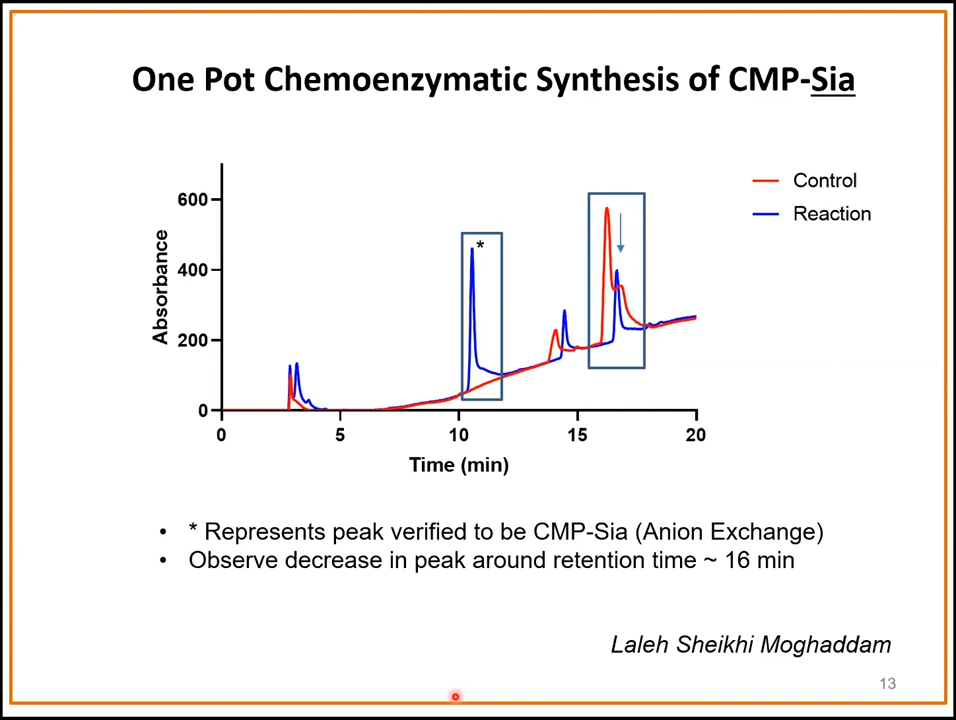 One Pot Chemoenzymatic Synthesis of CMP-Sia
Control
Reaction
Absorbance
600
400
200
0
*
0 5 10 15 20
Time (min)
• * Represents peak verified to be CMP-Sia (Anion Exchange)
• Observe decrease in peak around retention time ~ 16 min
Laleh Sheikhi Moghaddam
13